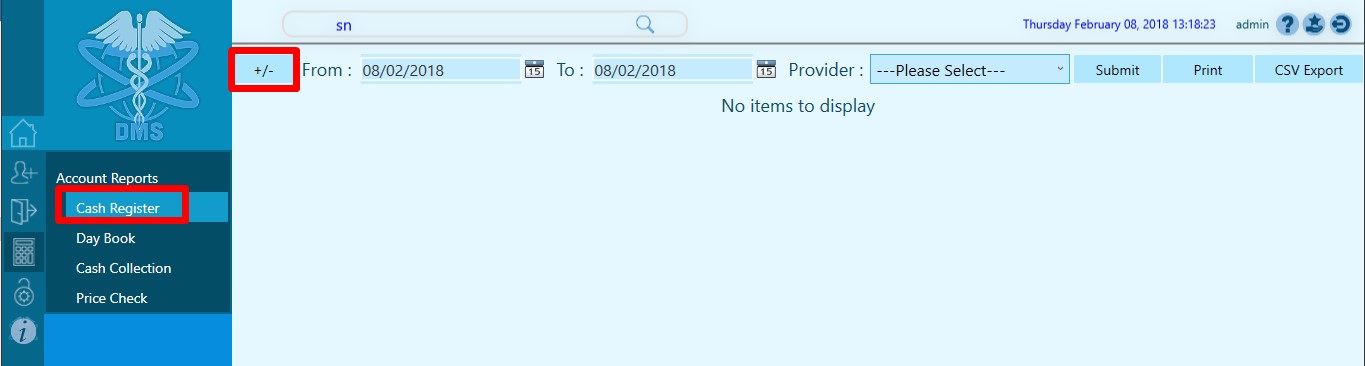 sn
Thursday February 08, 2018 13:18:23 admin ?
+/- From : 08/02/2018 15 To : 08/02/2018 15 Provider : ---Please Select--- Submit Print CSV Export
No items to display
DMS
Account Reports
Cash Register
Day Book
Cash Collection
Price Check
i